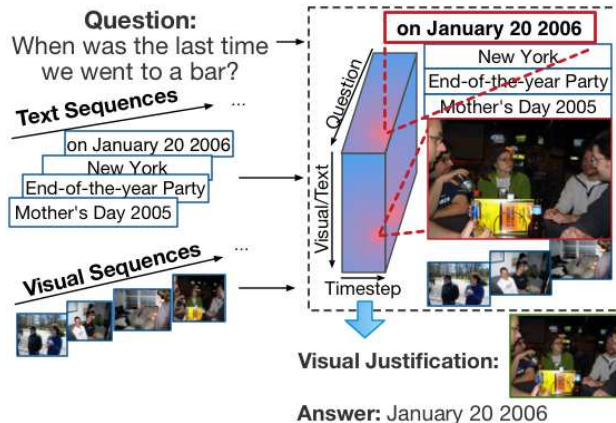 Question:
When was the last time
we went to a bar?
Text Sequences
...
on January 20 2006
New York
End-of-the-year Party
Mother's Day 2005
Visual Sequences
...
on January 20 2006
New York
End-of-the-year Party
Mother's Day 2005
Question
Visual/Text
Timestep
Visual Justification:
Answer: January 20 2006